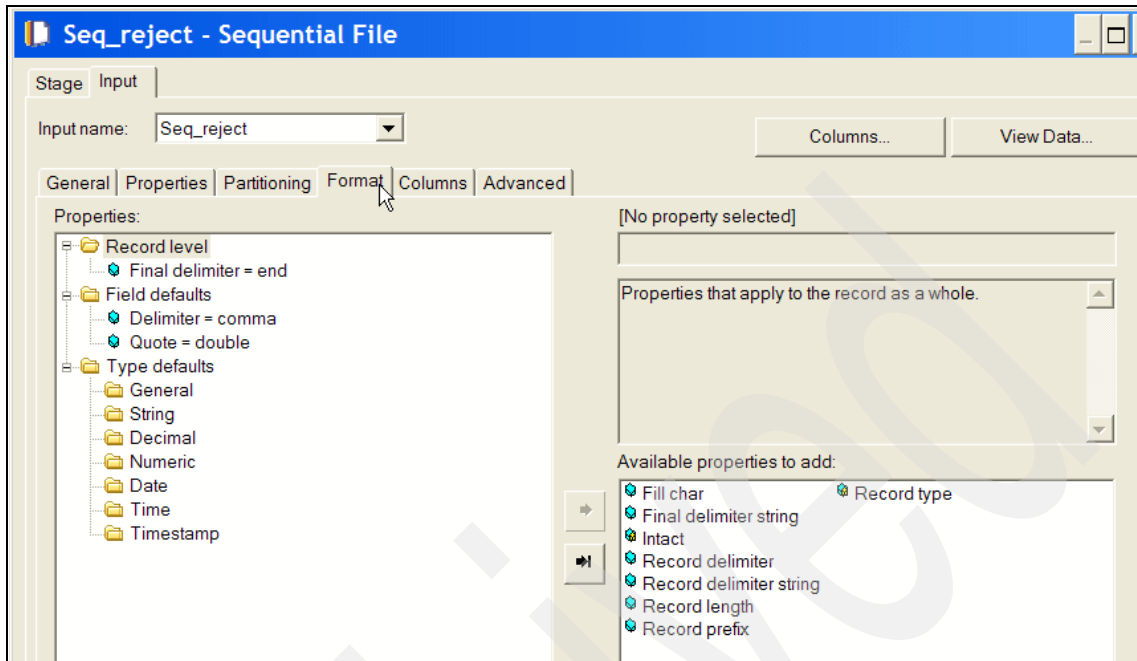 Seq_reject - Sequential File
Stage Input
Input name: Seq_reject
Columns... View Data...
General Properties Partitioning Format Columns Advanced
Properties:
Record level
Final delimiter = end
Field defaults
Delimiter = comma
Quote = double
Type defaults
General
String
Decimal
Numeric
Date
Time
Timestamp
[No property selected]
Properties that apply to the record as a whole.
Available properties to add:
Fill char Record type
Final delimiter string
Intact
Record delimiter
Record delimiter string
Record length
Record prefix